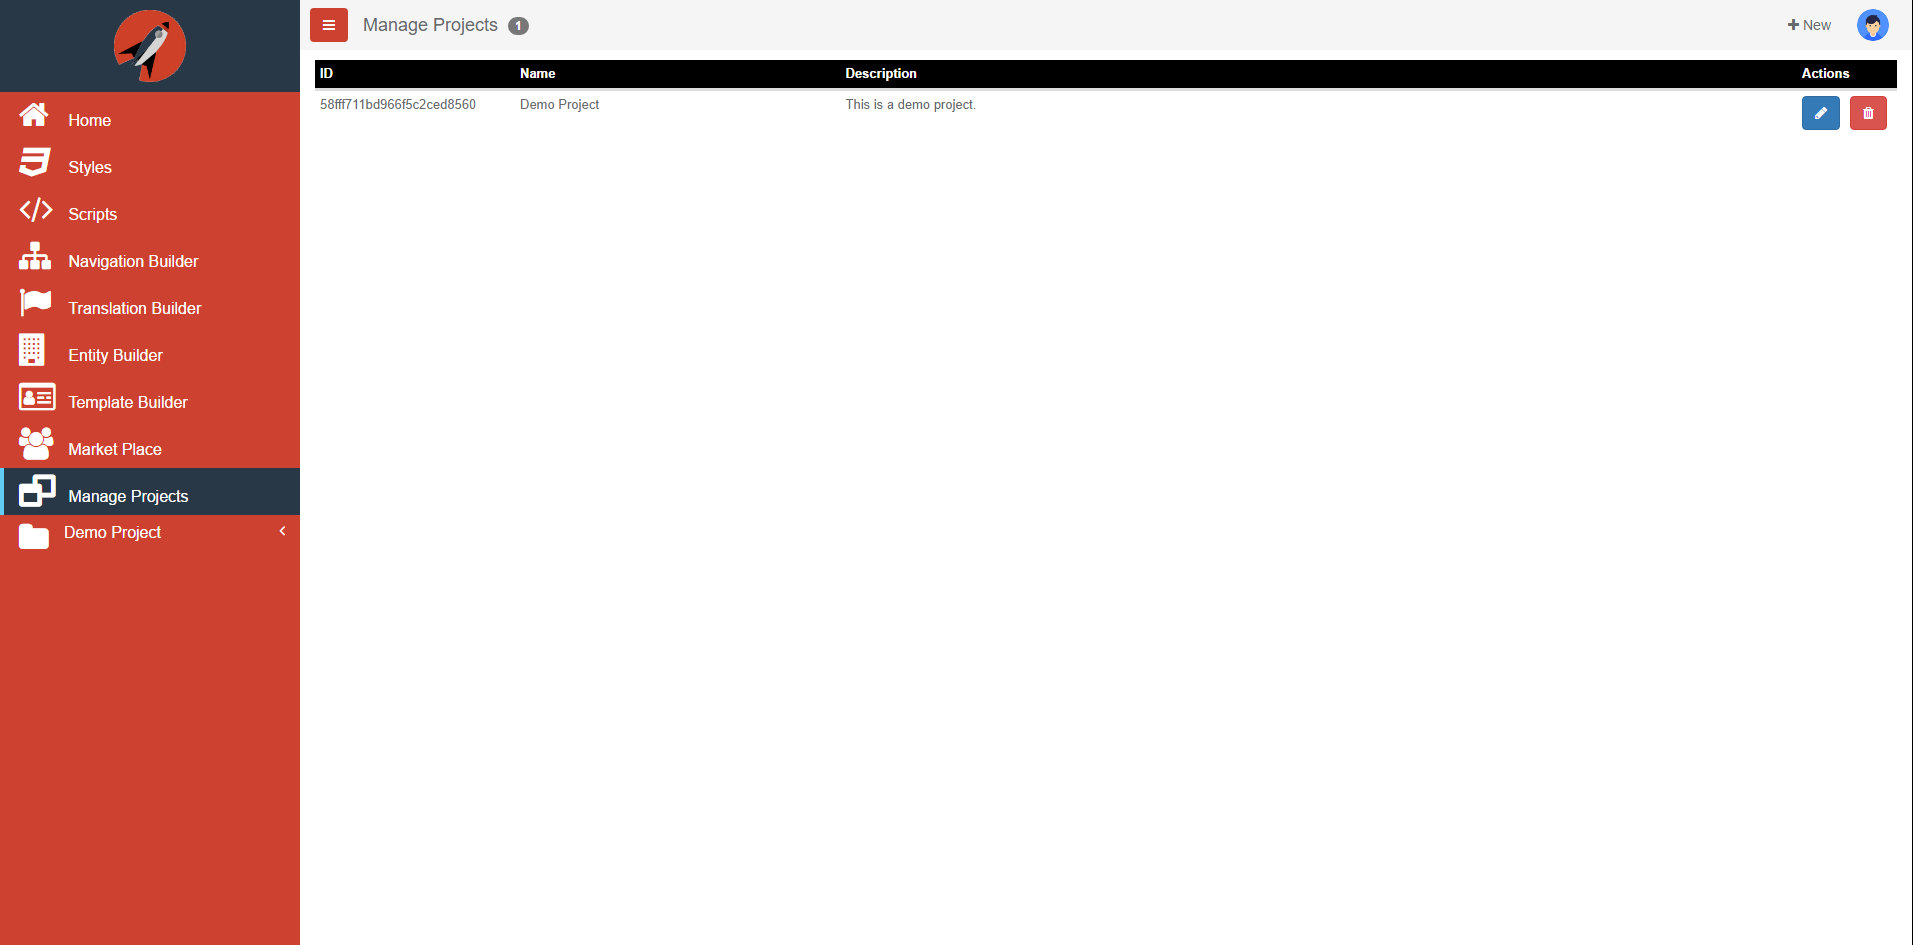 Home
Styles
Scripts
Navigation Builder
Translation Builder
Entity Builder
Template Builder
Market Place
Manage Projects
Demo Project
Manage Projects 1
New
ID Name Description Actions
58fff711bd966f5c2ced8560 Demo Project This is a demo project.